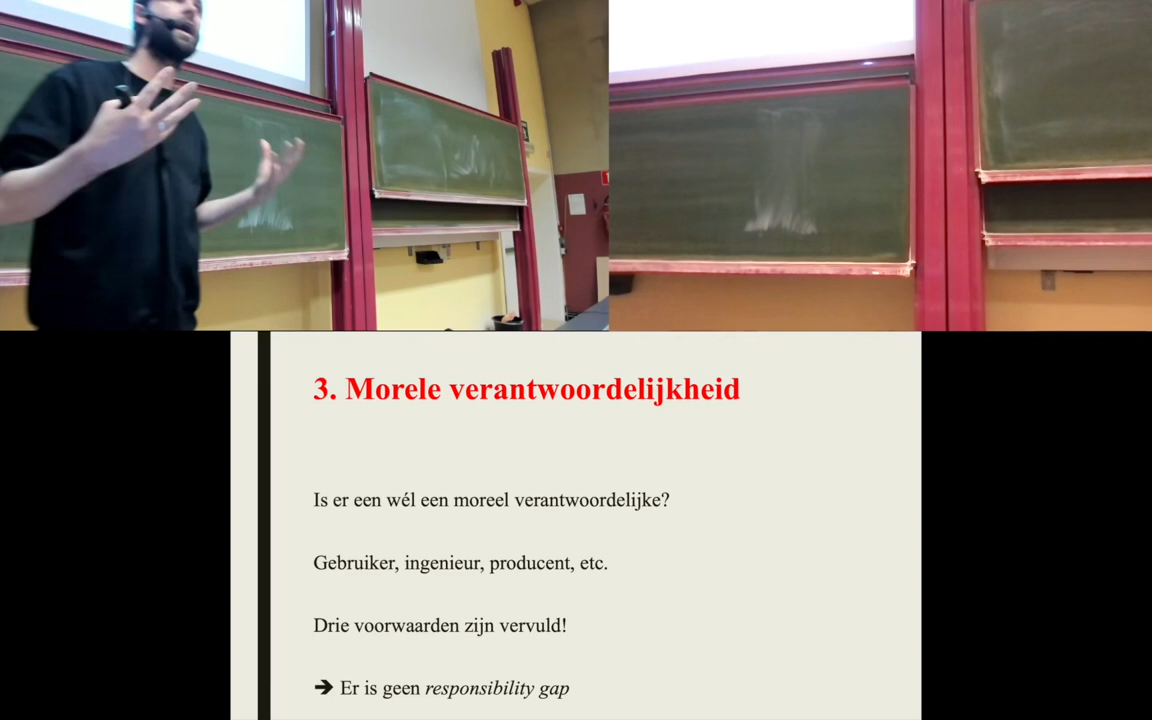 3. Morele verantwoordelijkheid
Is er een wél een moreel verantwoordelijke?
Gebruiker, ingenieur, producent, etc.
Drie voorwaarden zijn vervuld!
➔ Er is geen responsibility gap